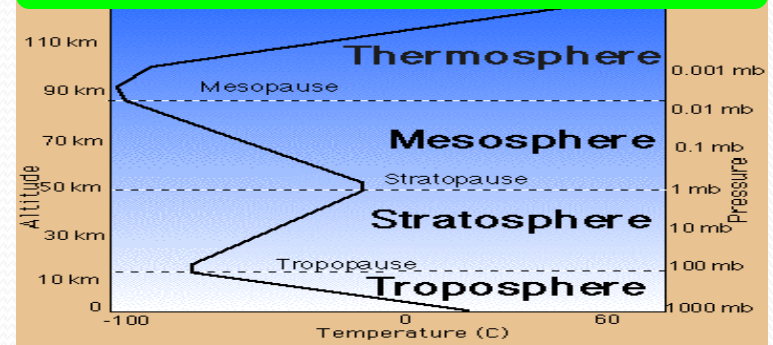 110 km
Thermosphere
0.001 mb
90 km
Mesopause
0.01 mb
70 km
Mesosphere
0.1 mb
Altitude
50 km
Stratopause
1 mb
Pressure
Stratosphere
30 km
10 mb
Tropopause
100 mb
10 km
Troposphere
0
1000 mb
-100
0
60
Temperature (C)